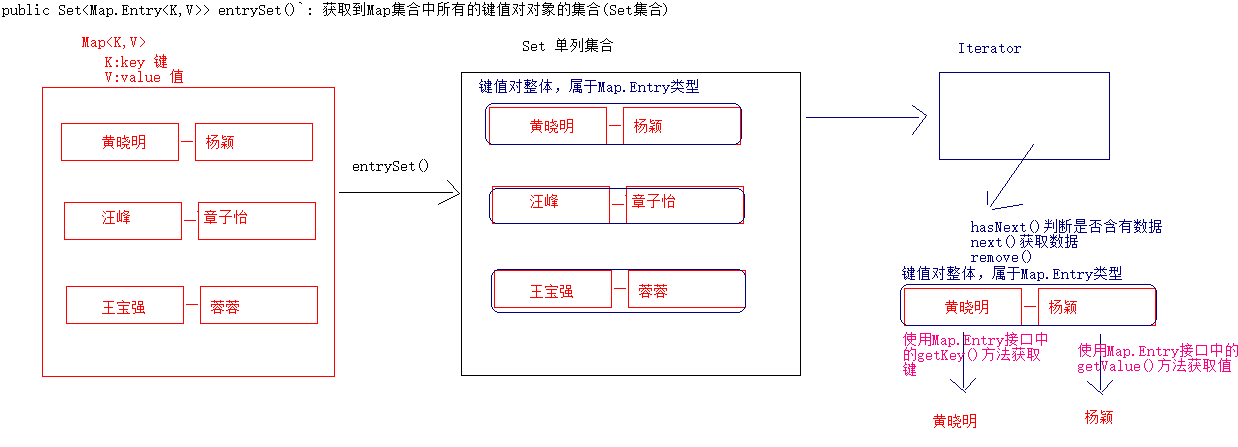 public Set<Map.Entry<K,V>> entrySet()`: 获取到Map集合中所有的键值对对象的集合(Set集合)
Map<K,V>
K:key 键
V:value 值
黄晓明
杨颖
汪峰
章子怡
王宝强
蓉蓉
entrySet()
Set 单列集合
键值对整体，属于Map.Entry类型
黄晓明
杨颖
汪峰
章子怡
王宝强
蓉蓉
Iterator
hasNext()判断是否含有数据
next()获取数据
remove()
键值对整体，属于Map.Entry类型
黄晓明
杨颖
使用Map.Entry接口中
的getKey()方法获取
键
使用Map.Entry接口中的
getValue()方法获取值
黄晓明
杨颖